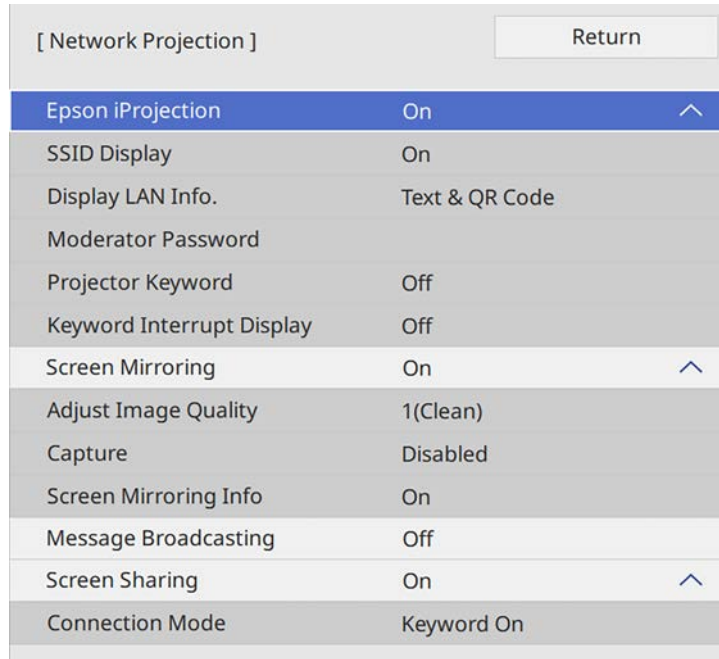 [ Network Projection ] Return
Epson iProjection On
SSID Display On
Display LAN Info. Text & QR Code
Moderator Password
Projector Keyword Off
Keyword Interrupt Display Off
Screen Mirroring On
Adjust Image Quality 1(Clean)
Capture Disabled
Screen Mirroring Info On
Message Broadcasting Off
Screen Sharing On
Connection Mode Keyword On